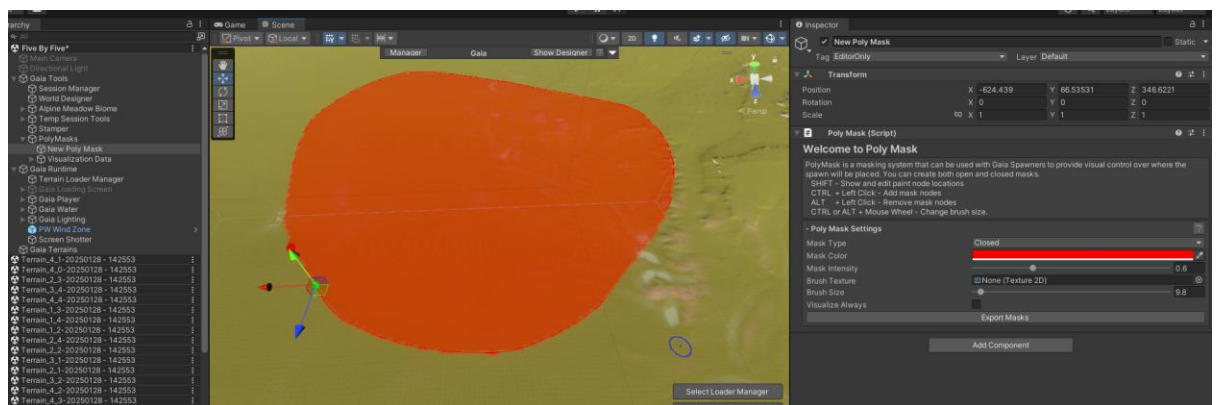 rarchy
Game
Scene
Inspector
All
Pivot
Local
2D
Five By Five*
Main Camera
Directional Light
Gaia Tools
Session Manager
World Designer
Alpine Meadow Biome
Temp Session Tools
Stamper
PolyMasks
New Poly Mask
Visualization Data
Gaia Runtime
Terrain Loader Manager
Gaia Loading Screen
Gaia Player
Gaia Water
Gaia Lighting
PW Wind Zone
Screen Shotter
Gaia Terrains
Terrain_4_1-20250128 - 142553
Terrain_4_0-20250128 - 142553
Terrain_2_3-20250128 - 142553
Terrain_3_4-20250128 - 142553
Terrain_4_4-20250128 - 142553
Terrain_1_3-20250128 - 142553
Terrain_1_4-20250128 - 142553
Terrain_1_2-20250128 - 142553
Terrain_2_4-20250128 - 142553
Terrain_2_2-20250128 - 142553
Terrain_3_1-20250128 - 142553
Terrain_2_1-20250128 - 142553
Terrain_3_2-20250128 - 142553
Terrain_4_2-20250128 - 142553
Terrain_4_3-20250128 - 142553
Manager Gaia Show Designer ?
y
Persp
Select Loader Manager
New Poly Mask Static
Tag EditorOnly Layer Default
Transform
Position X -624.439 Y 66.53531 Z 346.6221
Rotation X 0 Y 0 Z 0
Scale X 1 Y 1 Z 1
Poly Mask (Script)
Welcome to Poly Mask
PolyMask is a masking system that can be used with Gaia Spawners to provide visual control over where the
spawn will be placed. You can create both open and closed masks.
SHIFT - Show and edit paint node locations
CTRL + Left Click - Add mask nodes
ALT + Left Click - Remove mask nodes
CTRL or ALT + Mouse Wheel - Change brush size.
- Poly Mask Settings ?
Mask Type Closed
Mask Color
Mask Intensity 0.6
Brush Texture None (Texture 2D)
Brush Size 9.8
Visualize Always
Export Masks
Add Component